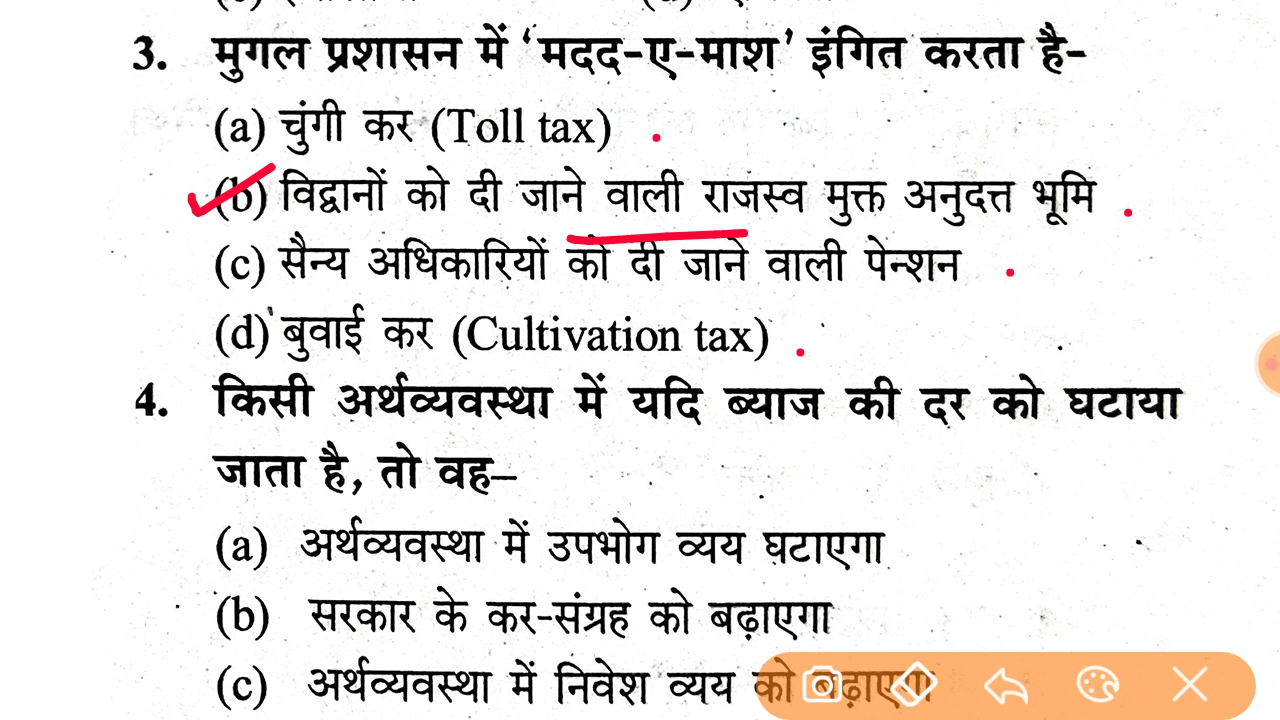 3. मुगल प्रशासन में ‘मदद-ए-माश’ इंगित करता है-
(a) चुंगी कर (Toll tax)
(b) विद्वानों को दी जाने वाली राजस्व मुक्त अनुदत्त भूमि
(c) सैन्य अधिकारियों को दी जाने वाली पेन्शन
(d) बुवाई कर (Cultivation tax)
4. किसी अर्थव्यवस्था में यदि ब्याज की दर को घटाया
जाता है, तो वह–
(a) अर्थव्यवस्था में उपभोग व्यय घटाएगा
(b) सरकार के कर-संग्रह को बढ़ाएगा
(c) अर्थव्यवस्था में निवेश व्यय को बढ़ाएगा